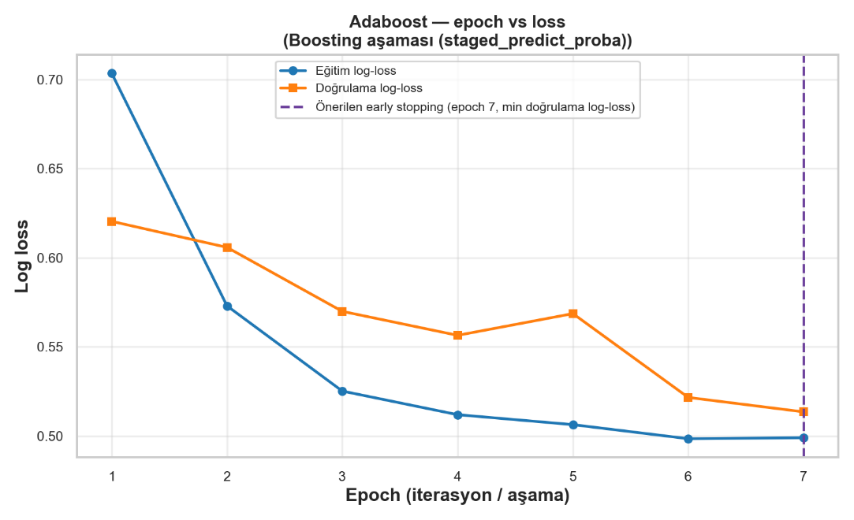 Adaboost — epoch vs loss
(Boosting aşaması (staged_predict_proba))
Eğitim log-loss
Doğrulama log-loss
Önerilen early stopping (epoch 7, min doğrulama log-loss)
Log loss
0.70
0.65
0.60
0.55
0.50
1 2 3 4 5 6 7
Epoch (iterasyon / aşama)